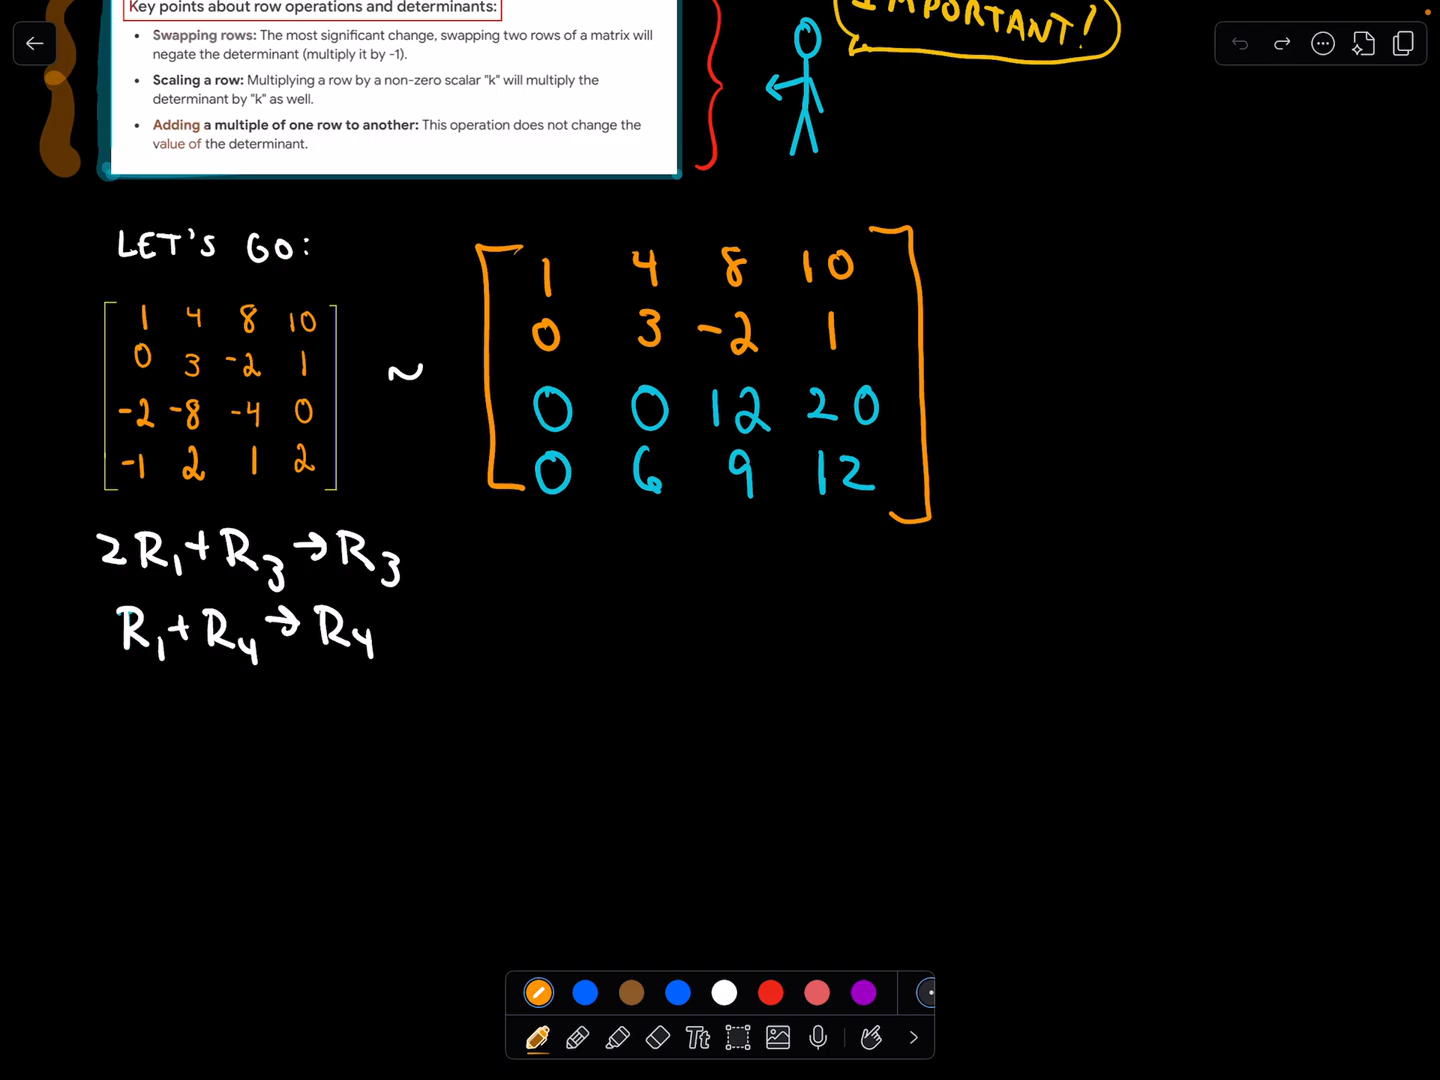 Key points about row operations and determinants:
• Swapping rows: The most significant change, swapping two rows of a matrix will
negate the determinant (multiply it by -1).
• Scaling a row: Multiplying a row by a non-zero scalar "k" will multiply the
determinant by "k" as well.
• Adding a multiple of one row to another: This operation does not change the
value of the determinant.
IMPORTANT!
LET'S GO:
1 4 8 10
0 3 -2 1
-2 -8 -4 0
-1 2 1 2
~
1 4 8 10
0 3 -2 1
0 0 12 20
0 6 9 12
2R₁+R₃→R₃
R₁+R₄→R₄
Tt